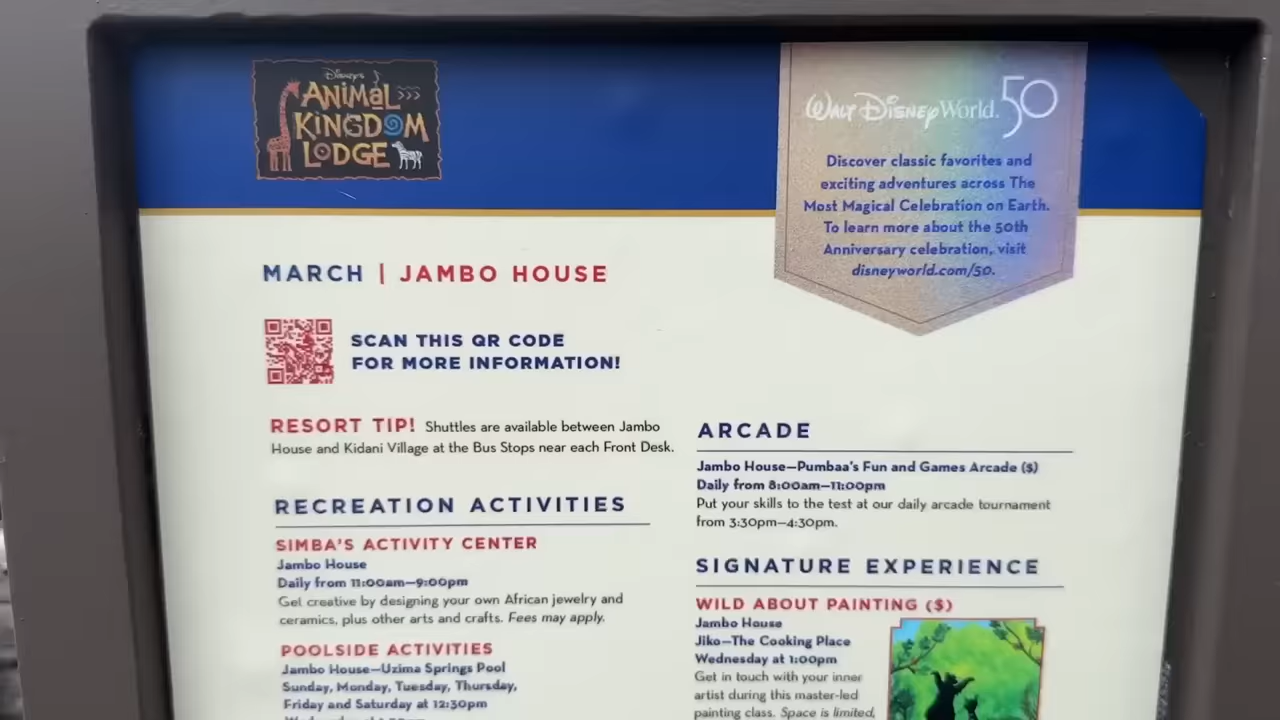 Disney's
ANIMAL
KINGDOM
LODGE
WALT DISNEY World. 50
Discover classic favorites and
exciting adventures across The
Most Magical Celebration on Earth.
To learn more about the 50th
Anniversary celebration, visit
disneyworld.com/50.
MARCH | JAMBO HOUSE
SCAN THIS QR CODE
FOR MORE INFORMATION!
RESORT TIP! Shuttles are available between Jambo
House and Kidani Village at the Bus Stops near each Front Desk.
RECREATION ACTIVITIES
SIMBA'S ACTIVITY CENTER
Jambo House
Daily from 11:00am–9:00pm
Get creative by designing your own African jewelry and
ceramics, plus other arts and crafts. Fees may apply.
POOLSIDE ACTIVITIES
Jambo House–Uzima Springs Pool
Sunday, Monday, Tuesday, Thursday,
Friday and Saturday at 12:30pm
ARCADE
Jambo House–Pumbaa's Fun and Games Arcade ($)
Daily from 8:00am–11:00pm
Put your skills to the test at our daily arcade tournament
from 3:30pm–4:30pm.
SIGNATURE EXPERIENCE
WILD ABOUT PAINTING ($)
Jambo House
Jiko–The Cooking Place
Wednesday at 1:00pm
Get in touch with your inner
artist during this master-led
painting class. Space is limited,